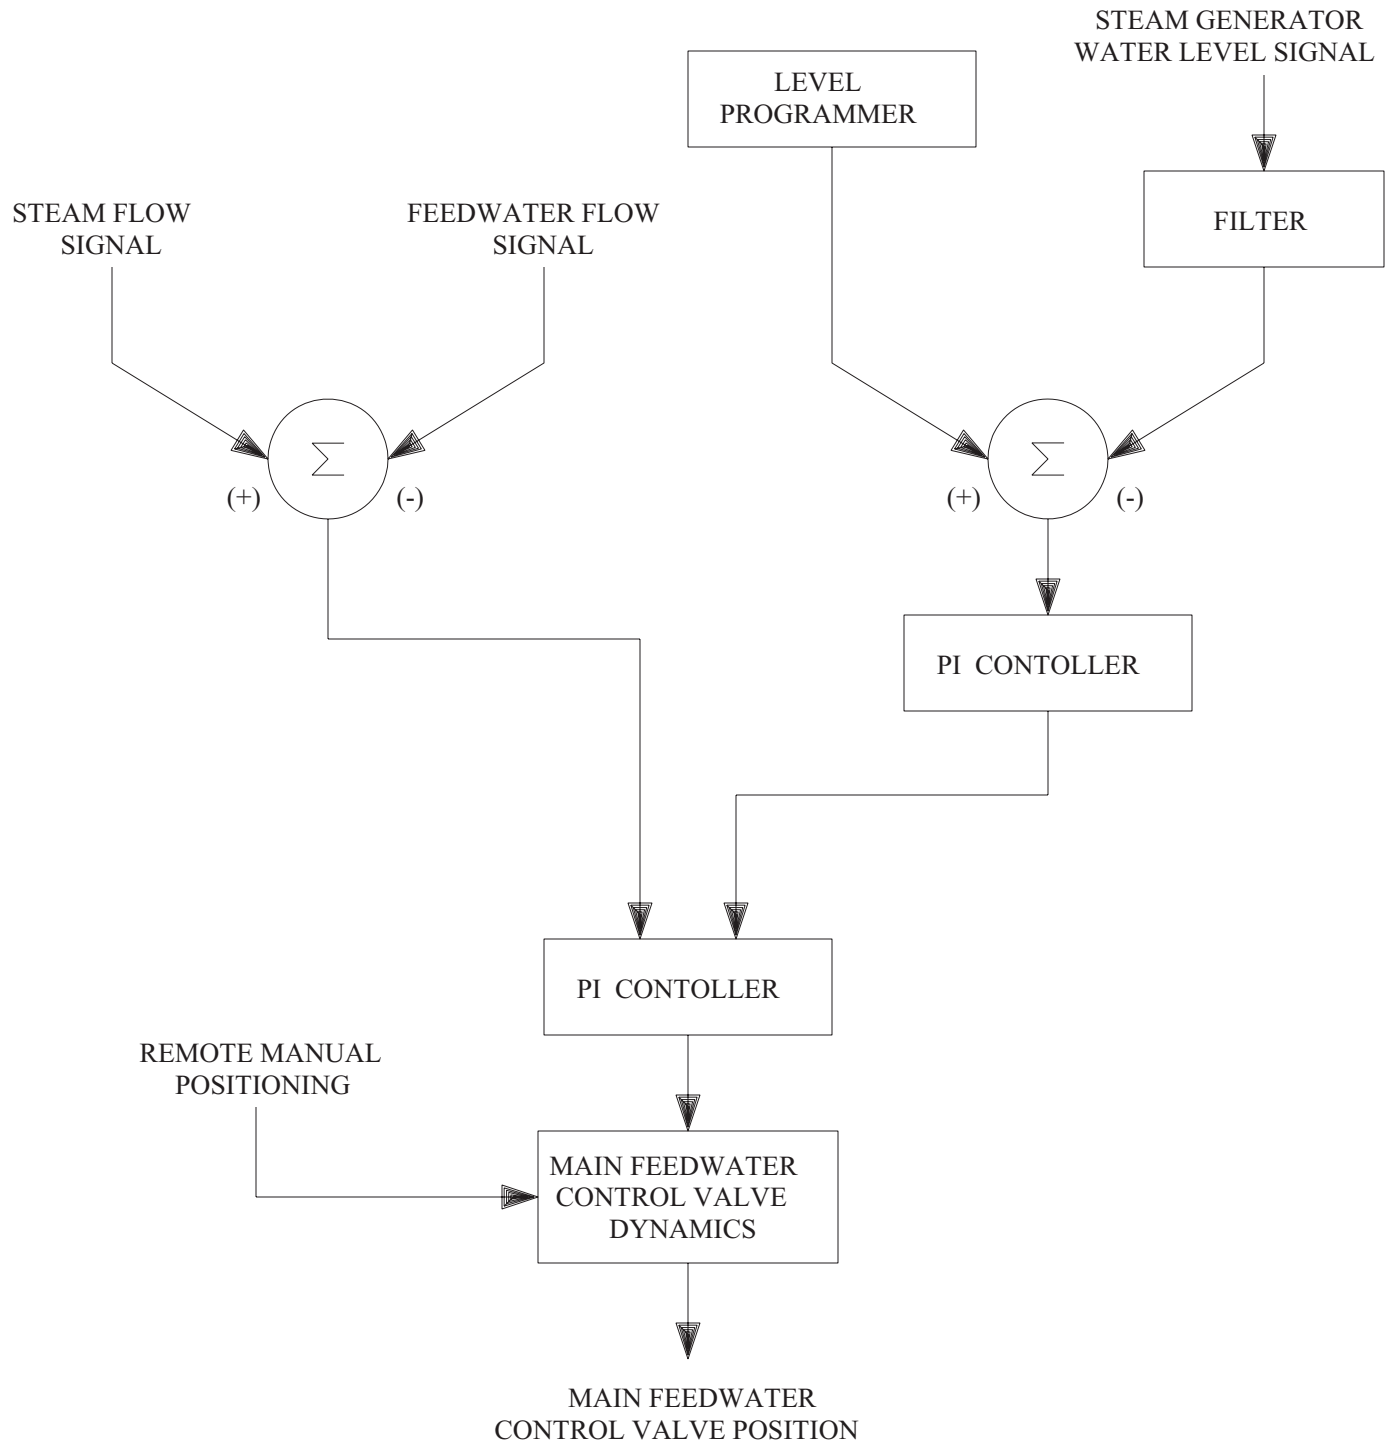 STEAM GENERATOR
WATER LEVEL SIGNAL
LEVEL
PROGRAMMER
STEAM FLOW
SIGNAL
FEEDWATER FLOW
SIGNAL
FILTER
Σ
(+)
(-)
Σ
(+)
(-)
PI CONTOLLER
PI CONTOLLER
REMOTE MANUAL
POSITIONING
MAIN FEEDWATER
CONTROL VALVE
DYNAMICS
MAIN FEEDWATER
CONTROL VALVE POSITION